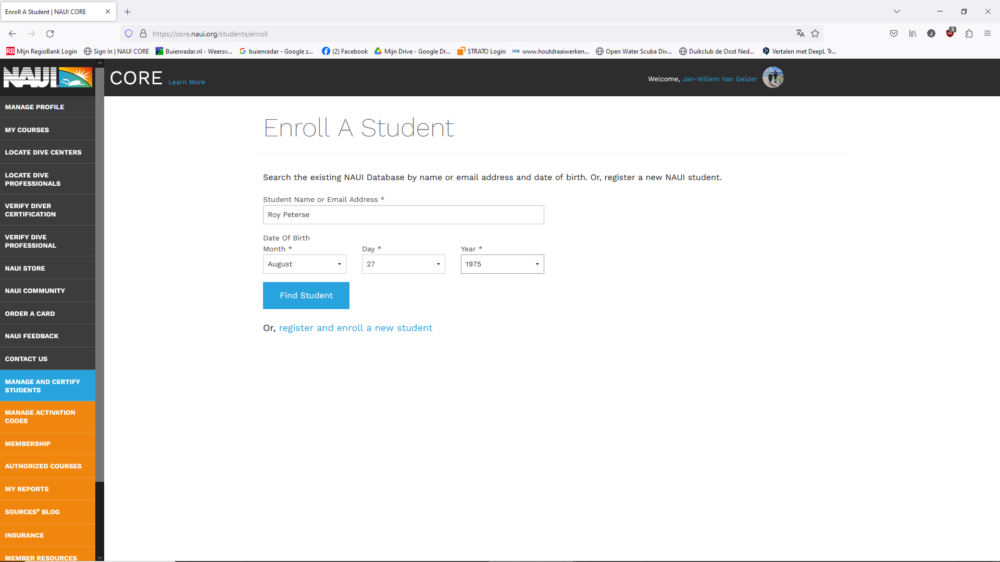 Enroll A Student | NAUI CORE
https://core.naui.org/students/enroll
3
J
RB Mijn RegioBank Login
Sign In | NAUI CORE
Buienradar.nl - Weersv...
buienradar - Google z...
(2) Facebook
Mijn Drive - Google Dr...
STRATO Login
www.houtdraaiwerken...
Open Water Scuba Div...
Duikclub de Oost Ned...
Vertalen met DeepL Tr...
NAUI
CORE Learn More
Welcome, Jan-Willem Van Gelder
MANAGE PROFILE
MY COURSES
LOCATE DIVE CENTERS
LOCATE DIVE
PROFESSIONALS
VERIFY DIVER
CERTIFICATION
VERIFY DIVE
PROFESSIONAL
NAUI STORE
NAUI COMMUNITY
ORDER A CARD
NAUI FEEDBACK
CONTACT US
MANAGE AND CERTIFY
STUDENTS
MANAGE ACTIVATION
CODES
MEMBERSHIP
AUTHORIZED COURSES
MY REPORTS
SOURCES® BLOG
INSURANCE
MEMBER RESOURCES
Enroll A Student
Search the existing NAUI Database by name or email address and date of birth. Or, register a new NAUI student.
Student Name or Email Address *
Roy Peterse
Date Of Birth
Month * Day * Year *
August 27 1975
Find Student
Or, register and enroll a new student